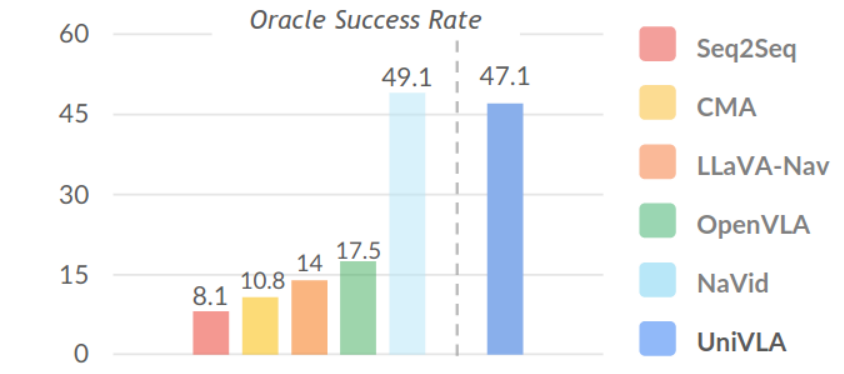 Oracle Success Rate
60
45
30
15
0
8.1
10.8
14
17.5
49.1
47.1
Seq2Seq
CMA
LLaVA-Nav
OpenVLA
NaVid
UniVLA